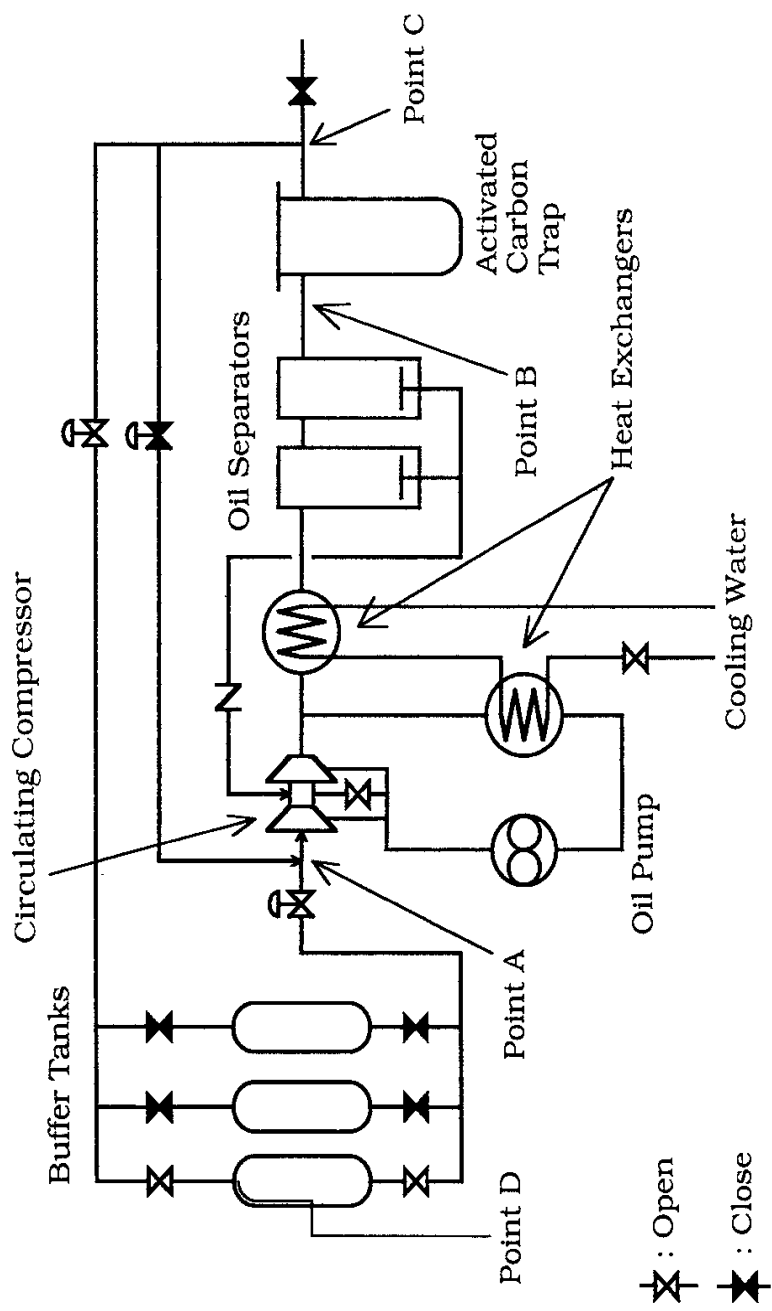 Buffer Tanks
Circulating Compressor
Oil Separators
Point A
Point B
Point C
Point D
Activated
Carbon
Trap
Heat Exchangers
Oil Pump
Cooling Water
: Open
: Close